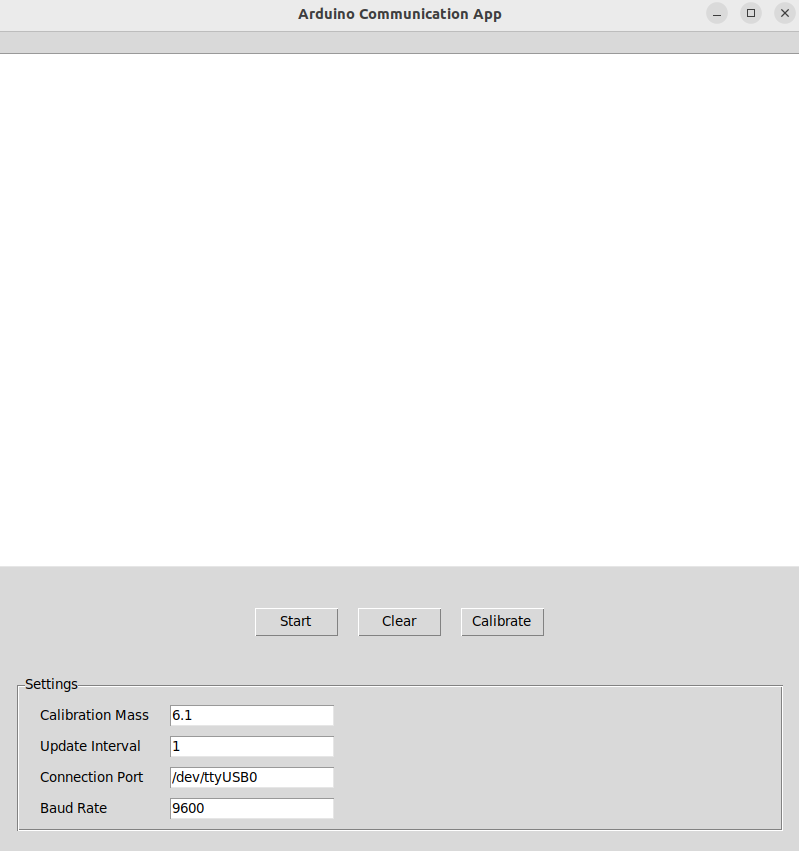 Arduino Communication App
Start Clear Calibrate
Settings
Calibration Mass 6.1
Update Interval 1
Connection Port /dev/ttyUSB0
Baud Rate 9600